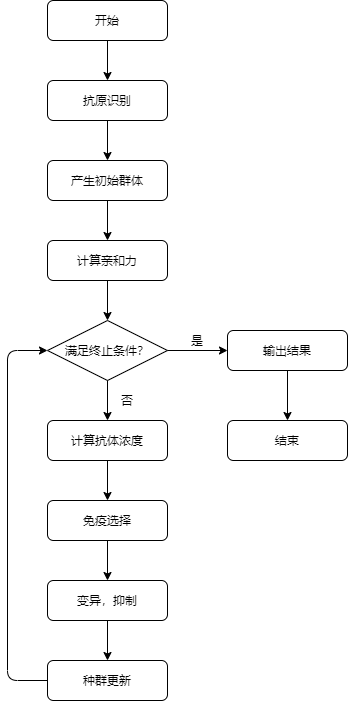 开始
抗原识别
产生初始群体
计算亲和力
满足终止条件?
是
输出结果
否
结束
计算抗体浓度
免疫选择
变异，抑制
种群更新